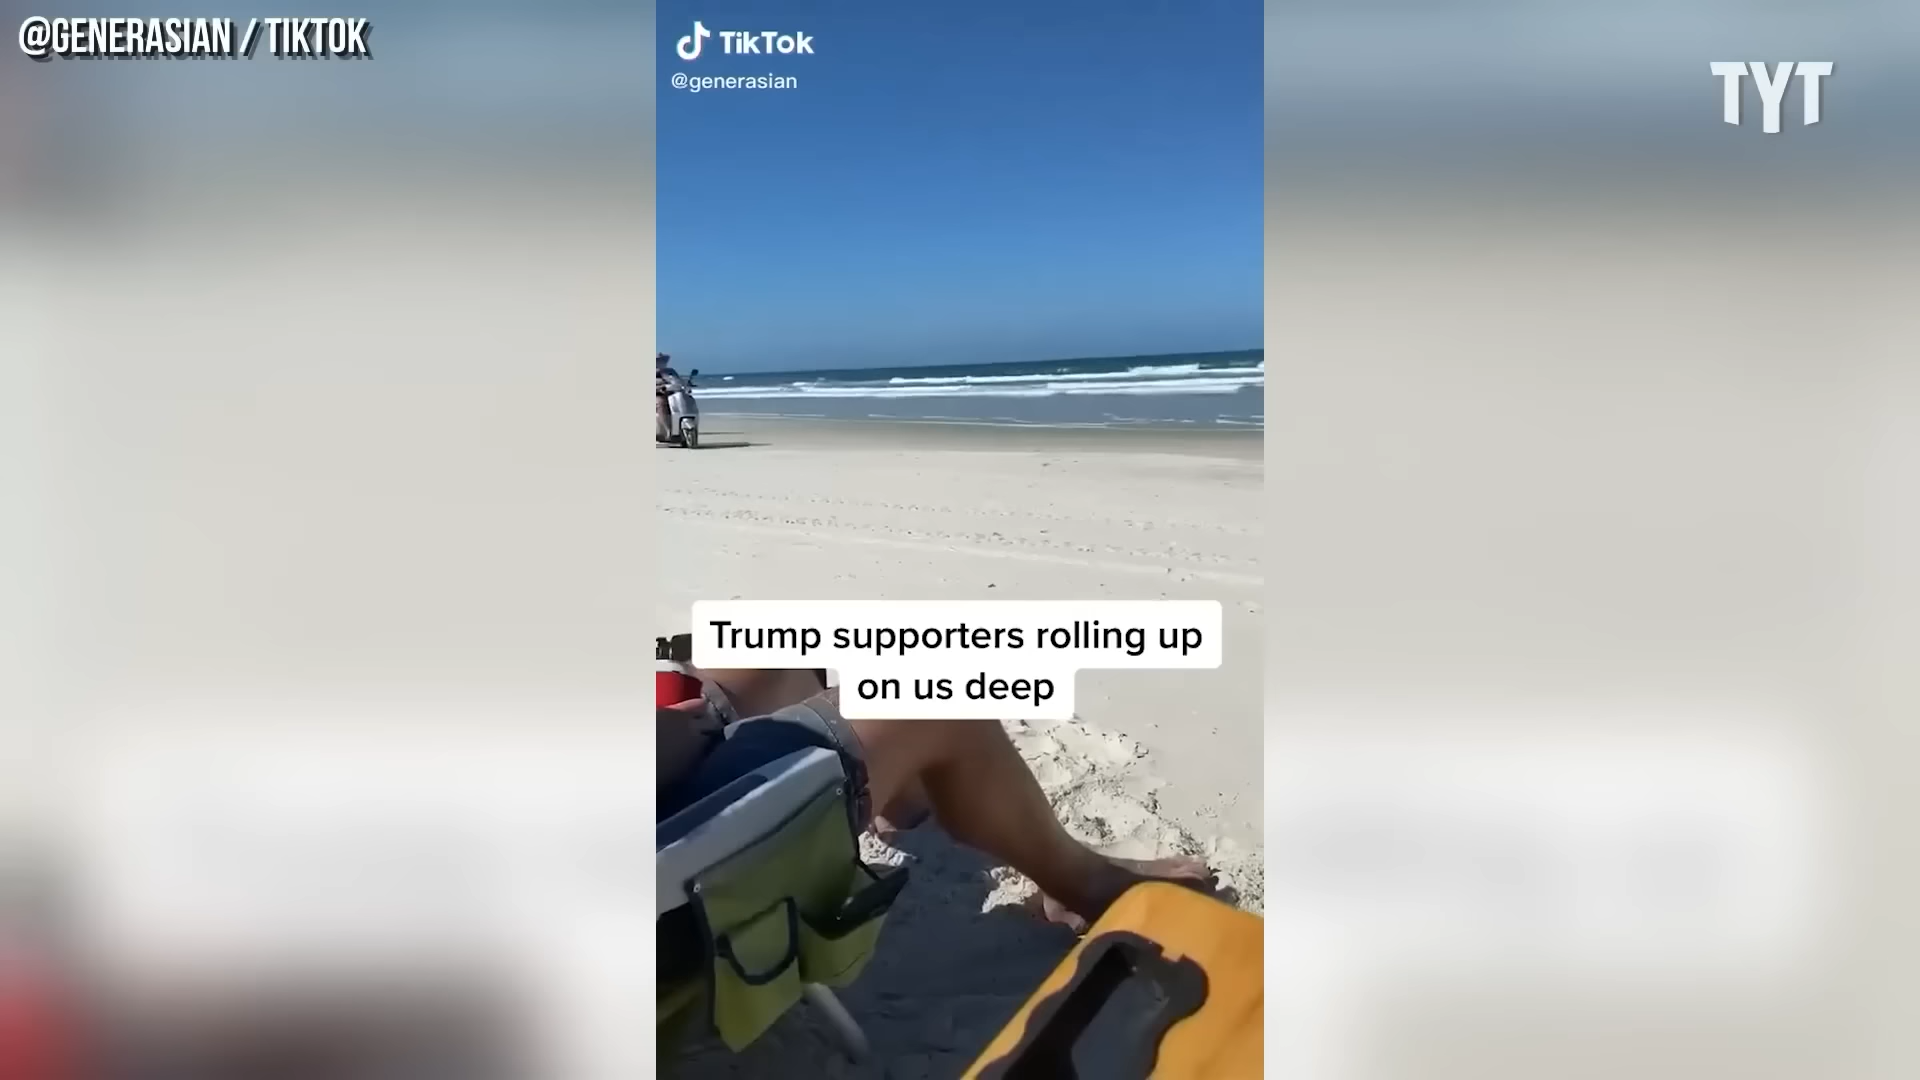 @GENERASIAN / TIKTOK
TikTok
@generasian
TYT
Trump supporters rolling up
on us deep